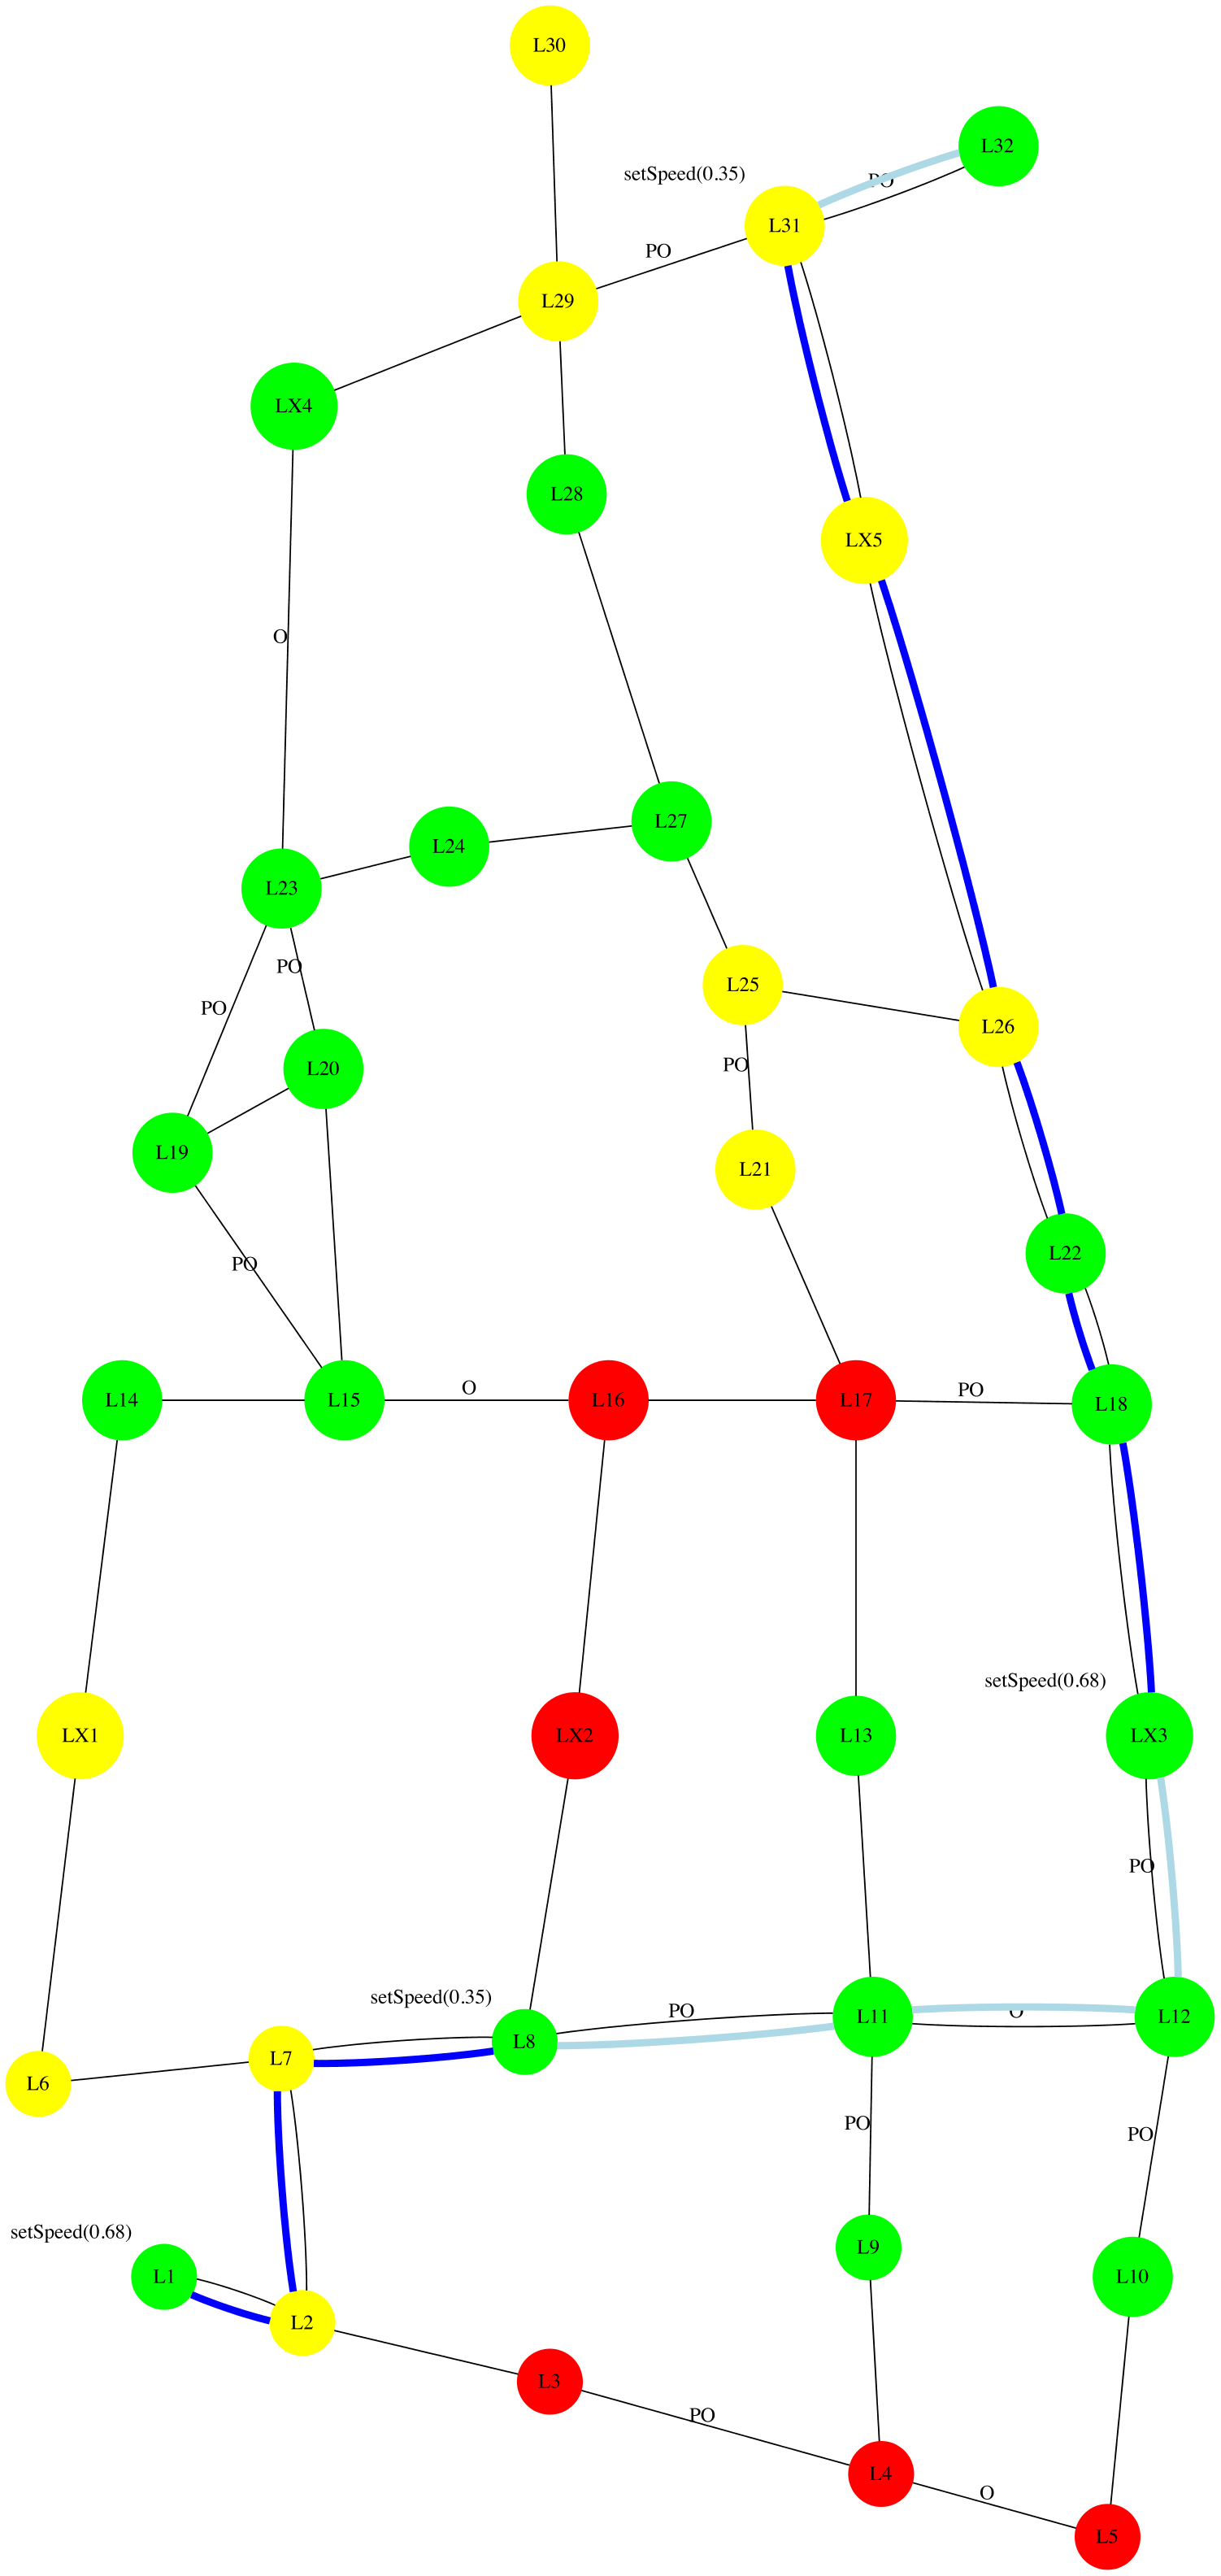 L30
L32
setSpeed(0.35)
PO
L31
PO
L29
LX4
L28
LX5
O
L27
L24
L23
PO
L25
PO
L26
L20
PO
L19
L21
L22
PO
O
PO
L14
L15
L16
L17
L18
setSpeed(0.68)
LX1
LX2
L13
LX3
PO
setSpeed(0.35)
PO
O
L11
L12
L8
L7
L6
PO
PO
setSpeed(0.68)
L9
L1
L10
L2
L3
PO
L4
O
L5